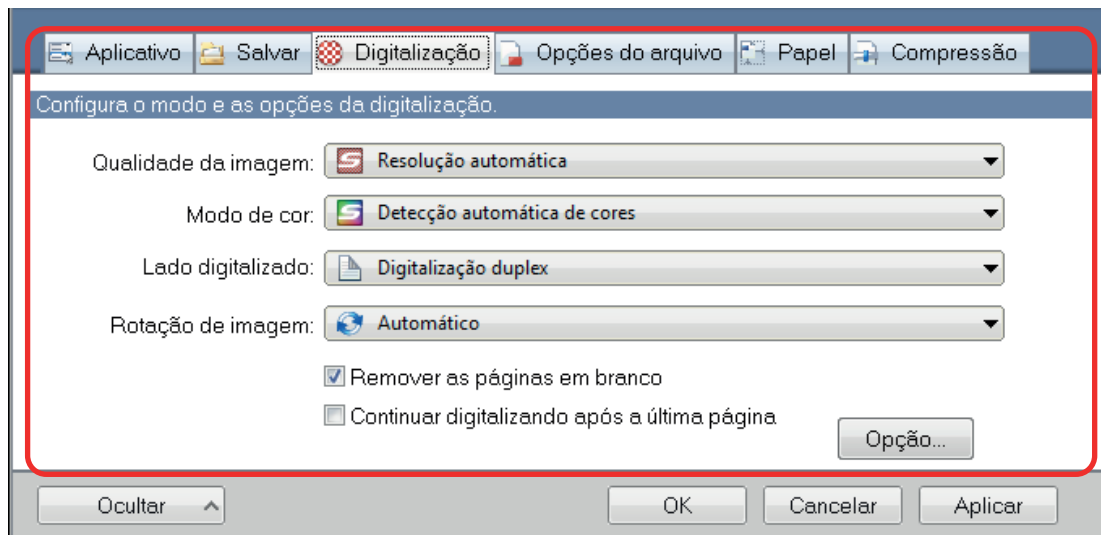 Aplicativo Salvar Digitalização Opções do arquivo Papel Compressão
Configura o modo e as opções da digitalização.
Qualidade da imagem: Resolução automática
Modo de cor: Detecção automática de cores
Lado digitalizado: Digitalização duplex
Rotação de imagem: Automático
Remover as páginas em branco
Continuar digitalizando após a última página
Opção...
Ocultar OK Cancelar Aplicar